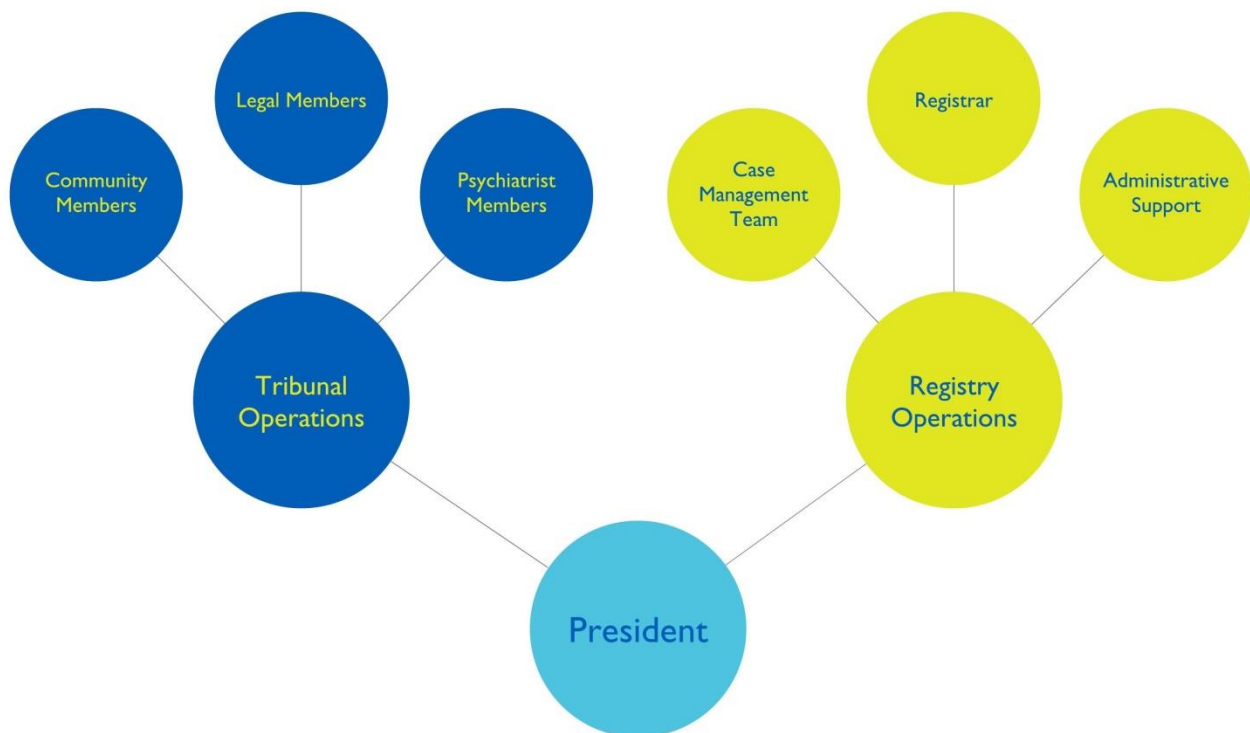 Legal Members
Community
Members
Psychiatrist
Members
Tribunal
Operations
Registrar
Case
Management
Team
Administrative
Support
Registry
Operations
President